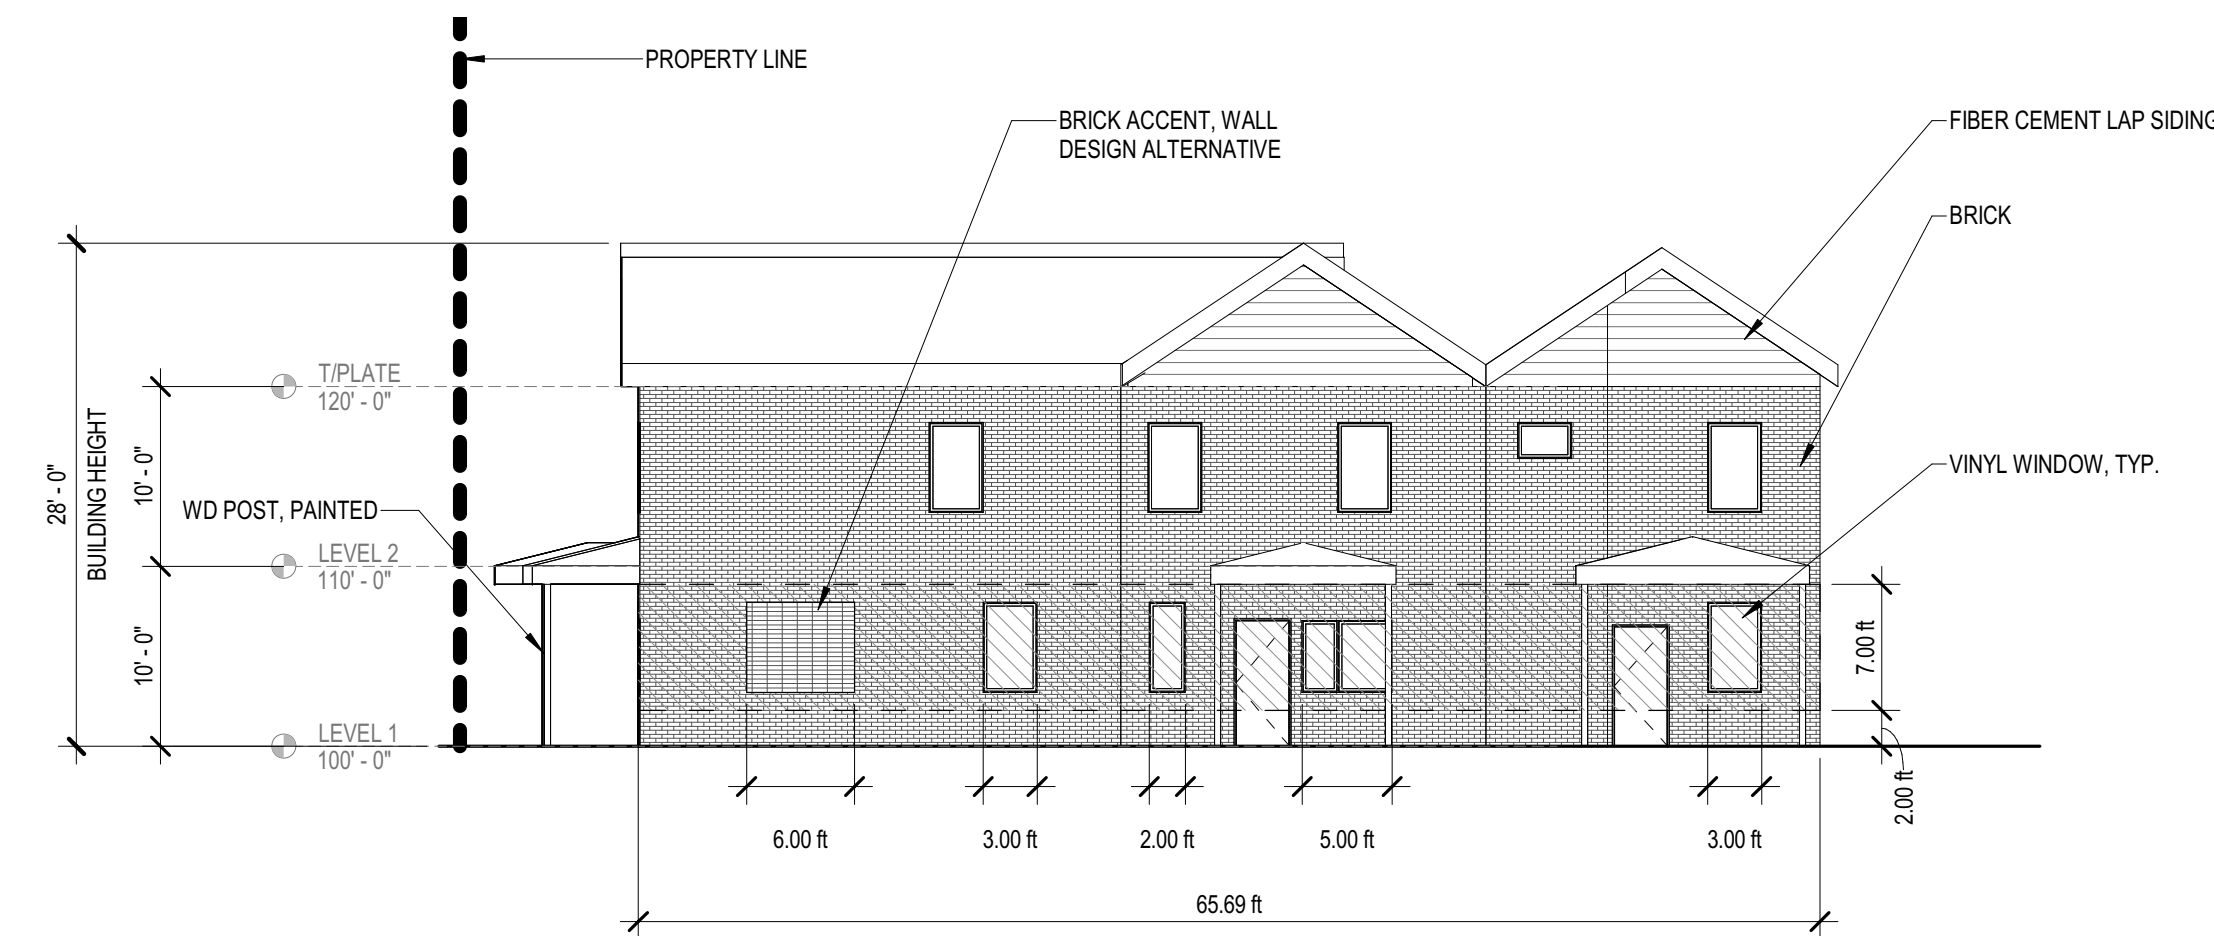 PROPERTY LINE
BRICK ACCENT, WALL
DESIGN ALTERNATIVE
FIBER CEMENT LAP SIDING
BRICK
T/PLATE
120' - 0"
28' - 0"
BUILDING HEIGHT
10' - 0"
WD POST, PAINTED
VINYL WINDOW, TYP.
LEVEL 2
110' - 0"
10' - 0"
7.00 ft
LEVEL 1
100' - 0"
2.00 ft
6.00 ft
3.00 ft
2.00 ft
5.00 ft
3.00 ft
65.69 ft